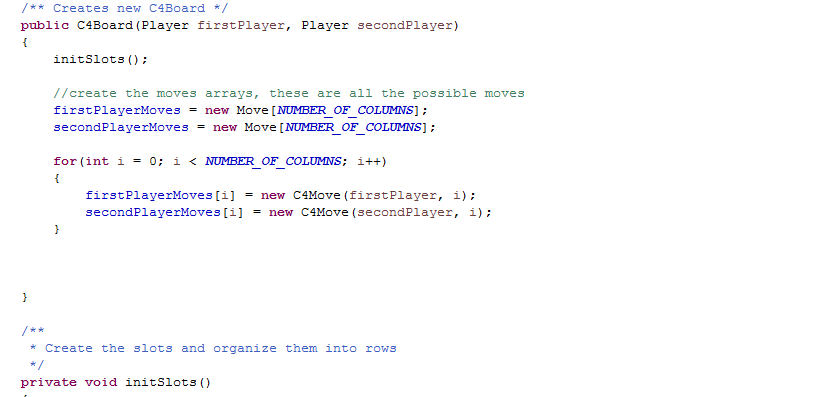 /** Creates new C4Board */
public C4Board(Player firstPlayer, Player secondPlayer)
{
    initSlots();

    //create the moves arrays, these are all the possible moves
    firstPlayerMoves = new Move[NUMBER_OF_COLUMNS];
    secondPlayerMoves = new Move[NUMBER_OF_COLUMNS];

    for(int i = 0; i < NUMBER_OF_COLUMNS; i++)
    {
        firstPlayerMoves[i] = new C4Move(firstPlayer, i);
        secondPlayerMoves[i] = new C4Move(secondPlayer, i);
    }

}

/**
 * Create the slots and organize them into rows
 */
private void initSlots()